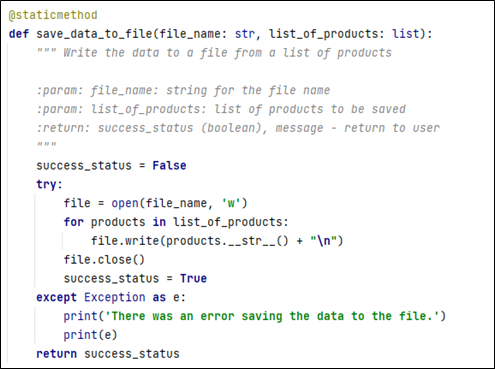 @staticmethod
def save_data_to_file(file_name: str, list_of_products: list):
    """ Write the data to a file from a list of products

    :param: file_name: string for the file name
    :param: list_of_products: list of products to be saved
    :return: success_status (boolean), message - return to user
    """
    success_status = False
    try:
        file = open(file_name, 'w')
        for products in list_of_products:
            file.write(products.__str__() + "\n")
        file.close()
        success_status = True
    except Exception as e:
        print('There was an error saving the data to the file.')
        print(e)
    return success_status